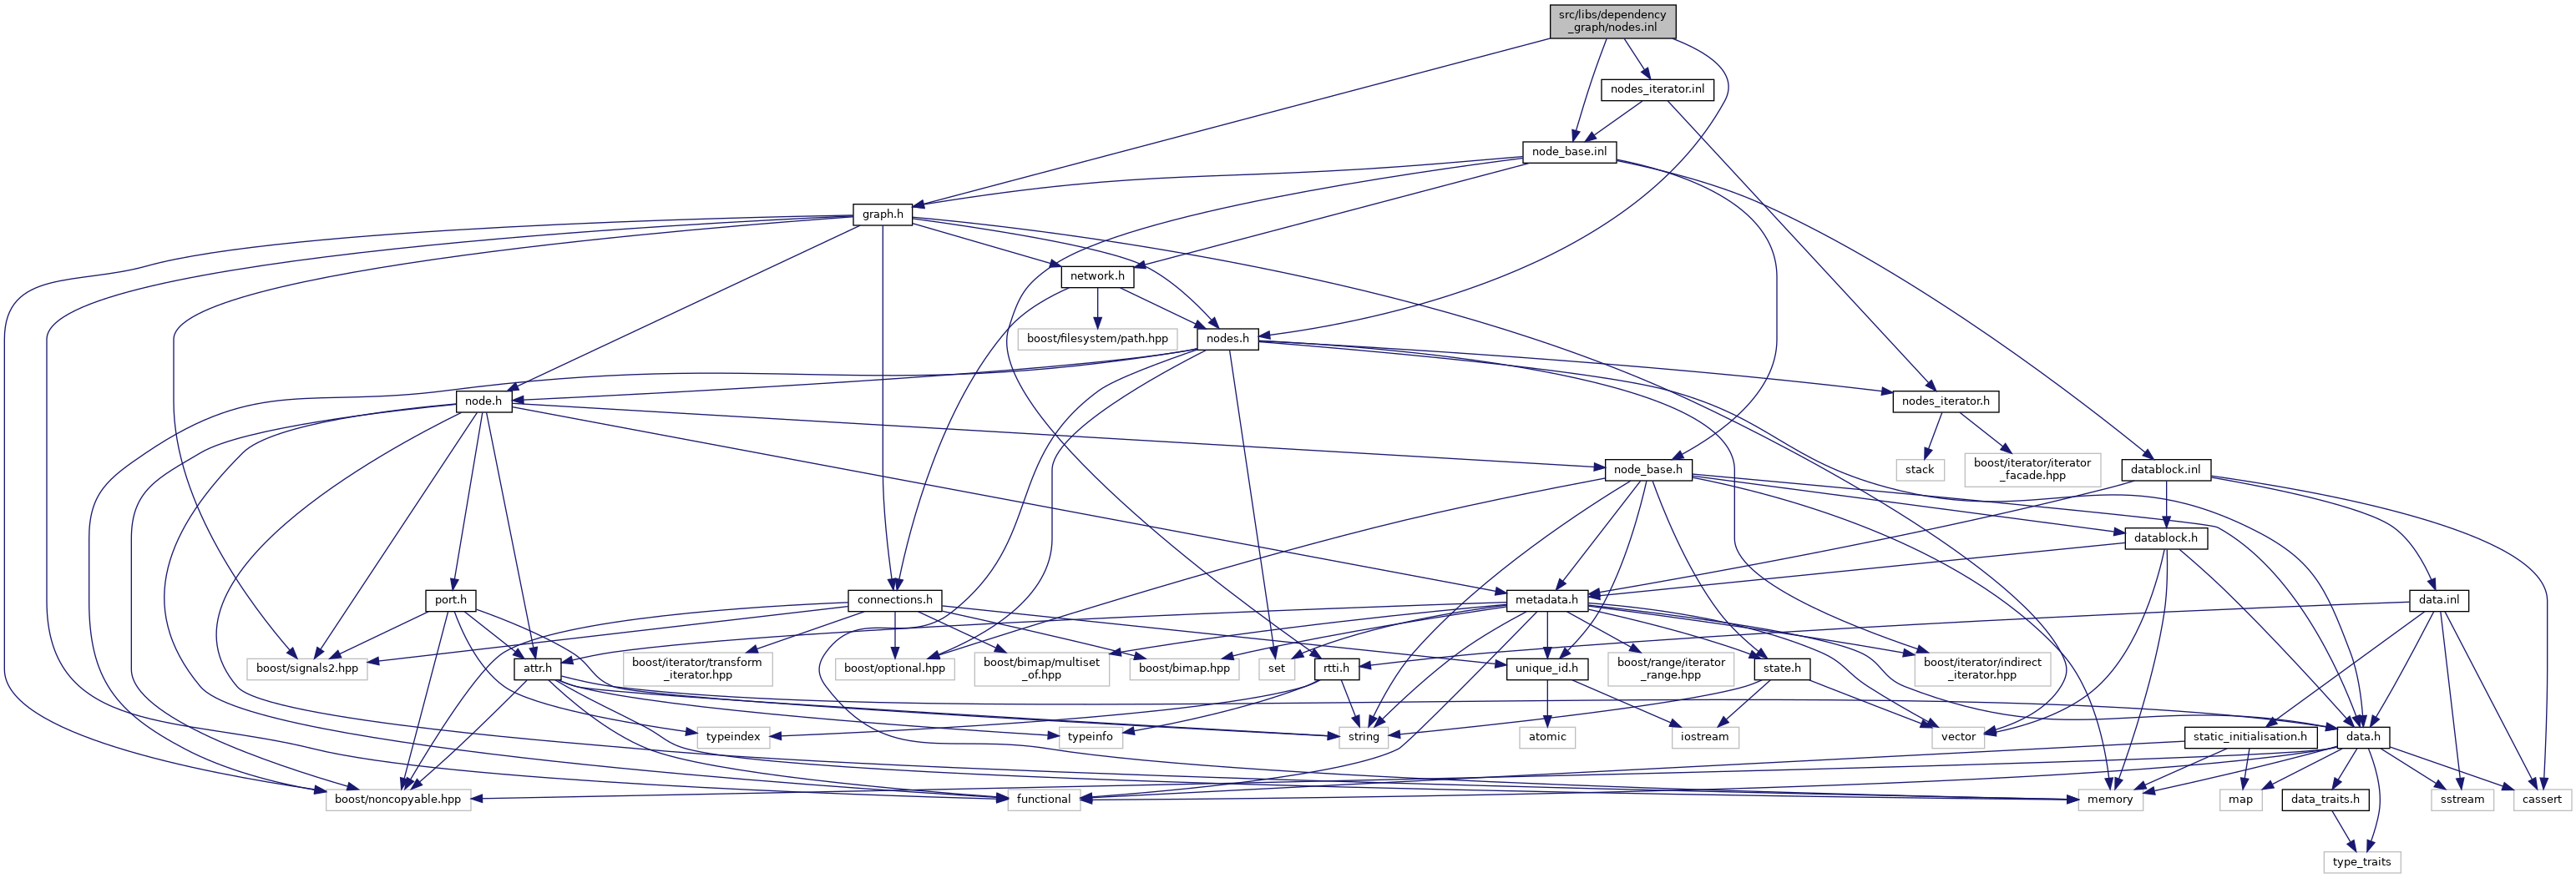 src/libs/dependency
_graph/nodes.inl
nodes_iterator.inl
node_base.inl
graph.h
network.h
boost/filesystem/path.hpp
nodes.h
node.h
nodes_iterator.h
node_base.h
stack
boost/iterator/iterator
_facade.hpp
datablock.inl
datablock.h
port.h
connections.h
metadata.h
data.inl
boost/signals2.hpp
attr.h
boost/iterator/transform
_iterator.hpp
boost/optional.hpp
boost/bimap/multiset
_of.hpp
boost/bimap.hpp
set
rtti.h
unique_id.h
boost/range/iterator
_range.hpp
state.h
boost/iterator/indirect
_iterator.hpp
typeindex
typeinfo
string
atomic
iostream
vector
static_initialisation.h
data.h
boost/noncopyable.hpp
functional
memory
map
data_traits.h
sstream
cassert
type_traits